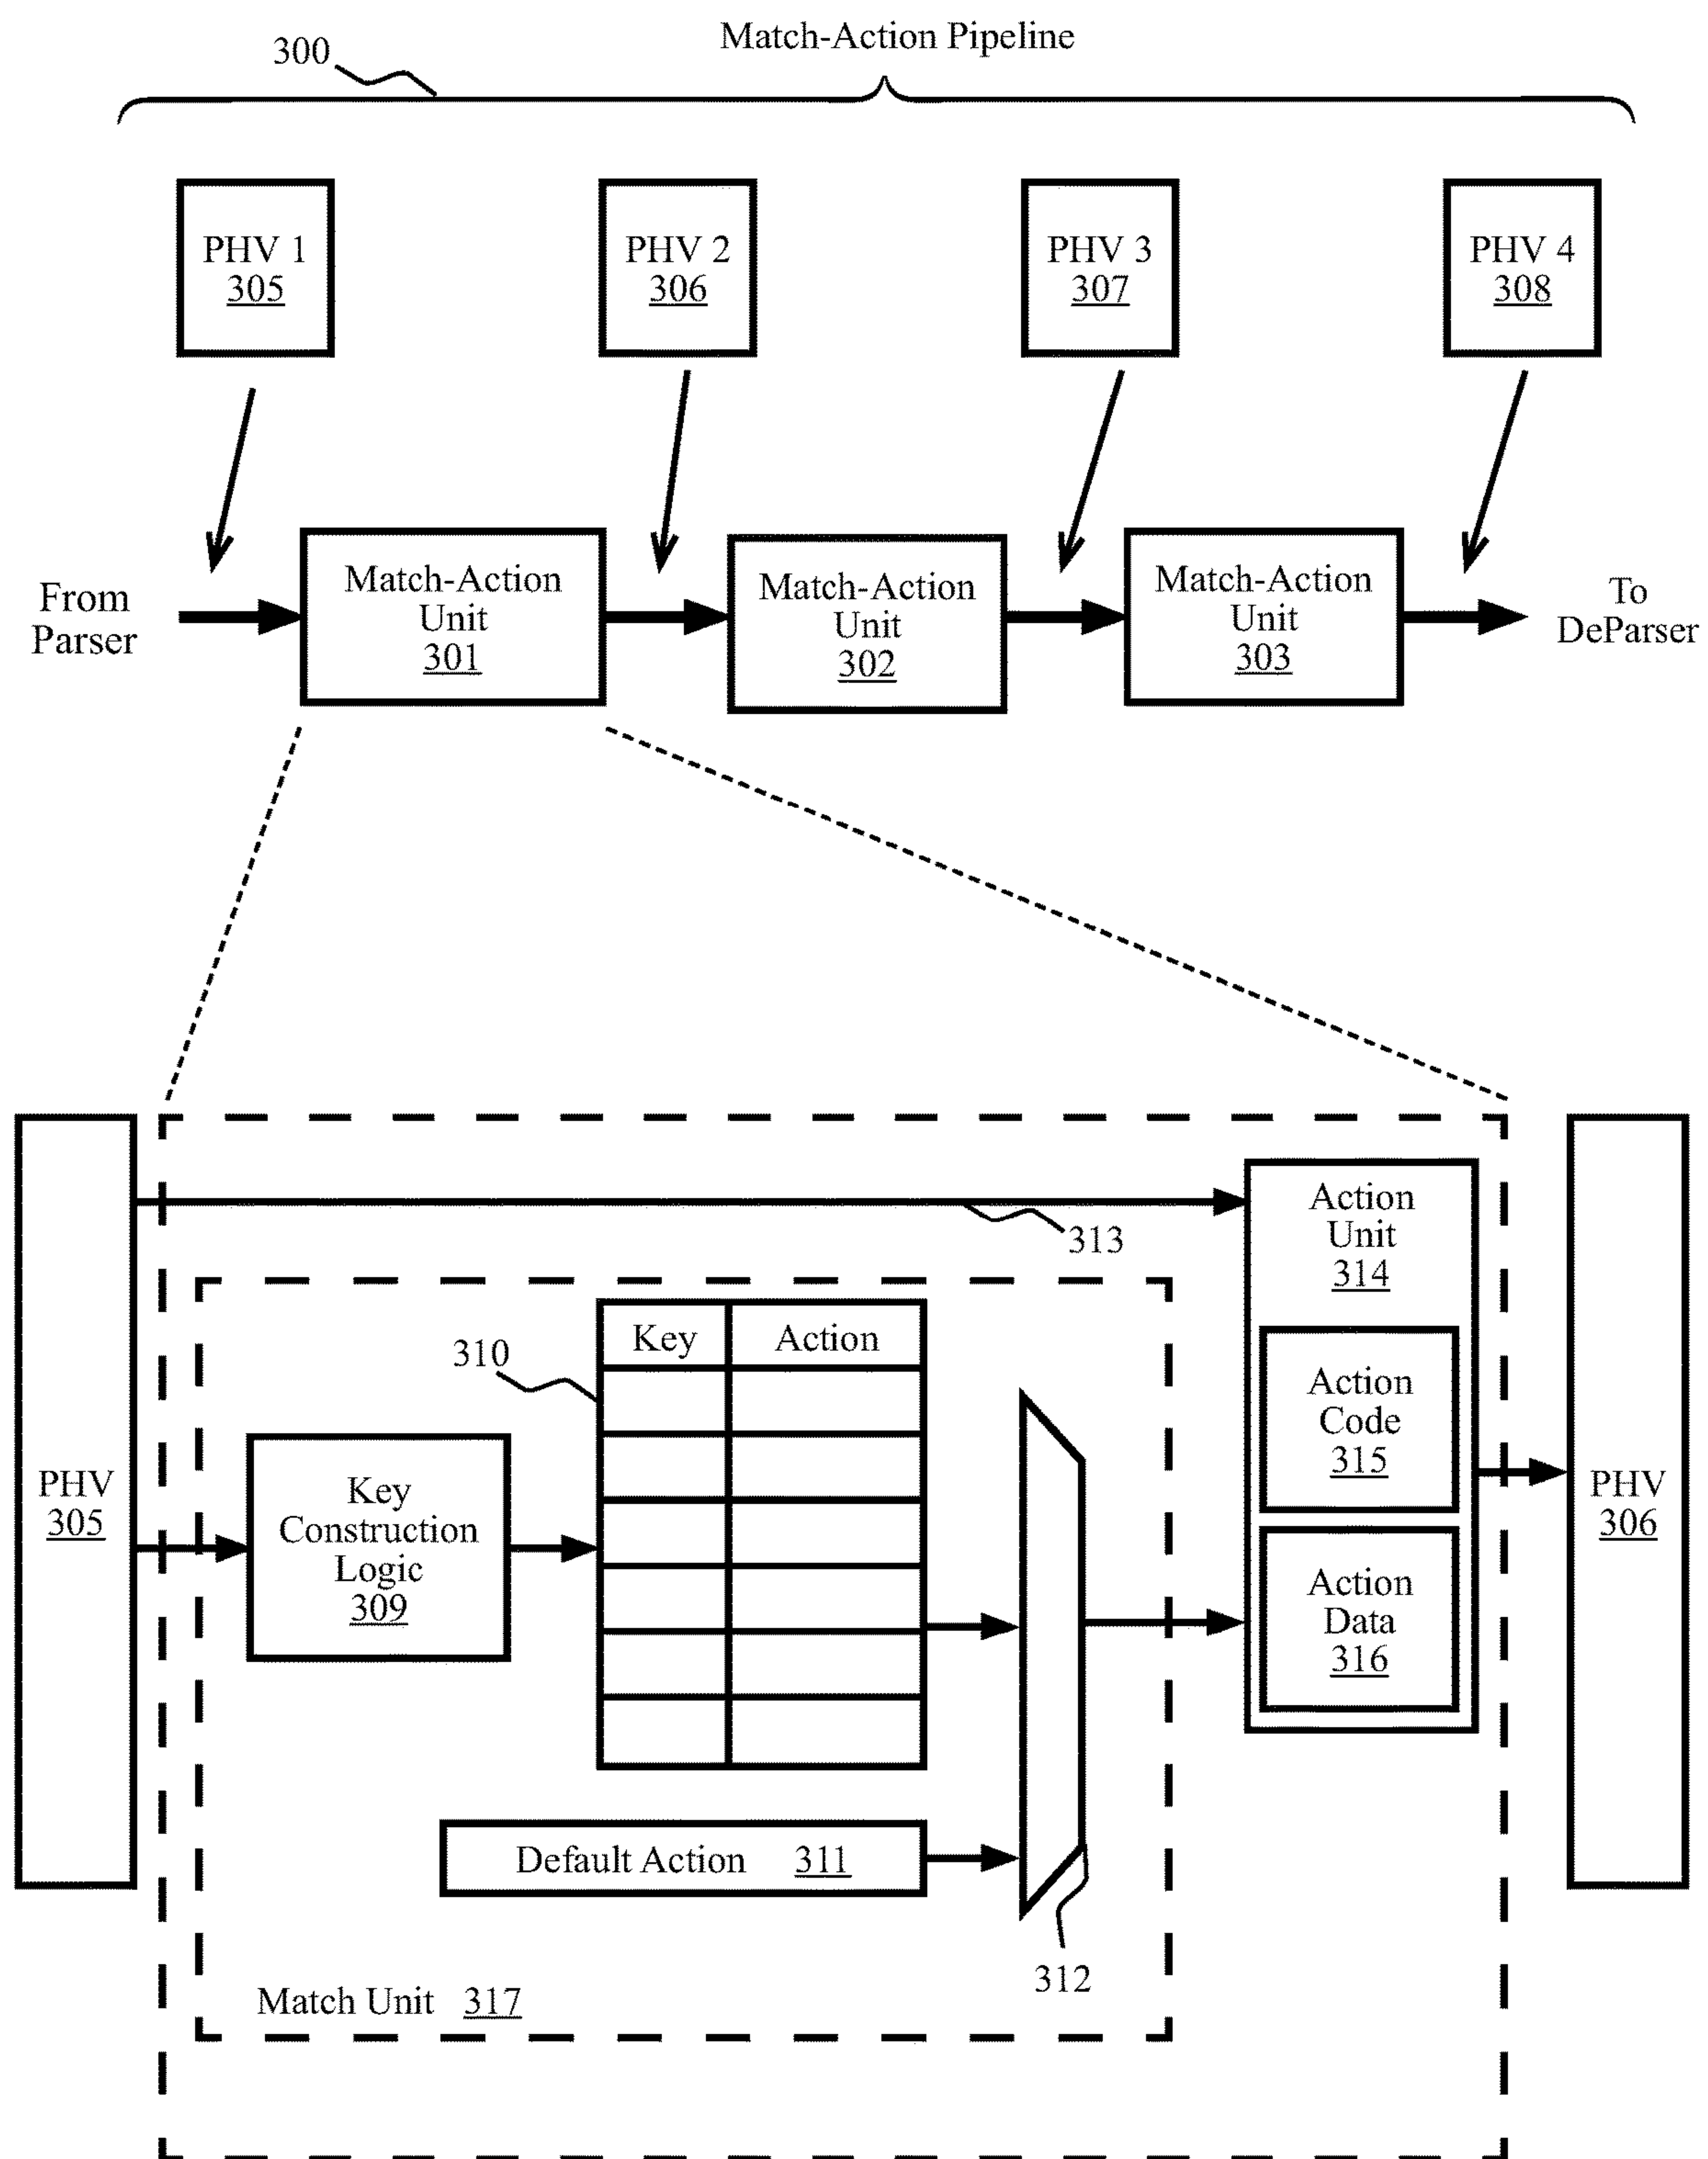 Match-Action Pipeline
300
PHV 1
305
PHV 2
306
PHV 3
307
PHV 4
308
From
Parser
Match-Action
Unit
301
Match-Action
Unit
302
Match-Action
Unit
303
To
DeParser
PHV
305
313
Action
Unit
314
310
Key
Action
Key
Construction
Logic
309
Action
Code
315
Action
Data
316
PHV
306
Default Action 311
312
Match Unit 317